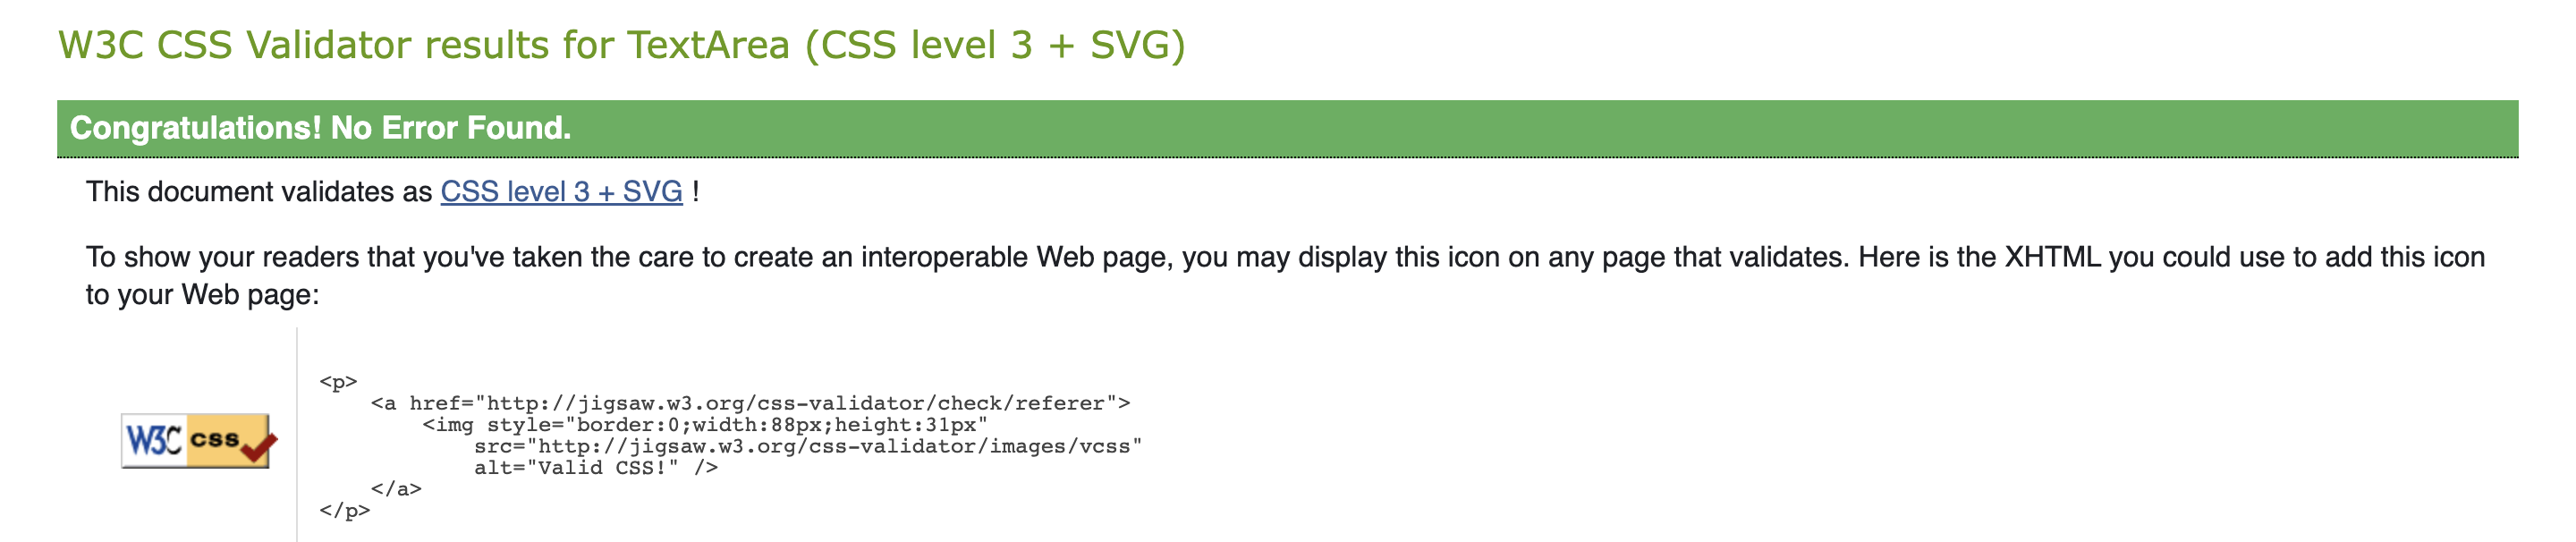 W3C CSS Validator results for TextArea (CSS level 3 + SVG)
Congratulations! No Error Found.
This document validates as CSS level 3 + SVG !
To show your readers that you've taken the care to create an interoperable Web page, you may display this icon on any page that validates. Here is the XHTML you could use to add this icon
to your Web page:
W3C css
<p>
    <a href="http://jigsaw.w3.org/css-validator/check/referer">
        <img style="border:0;width:88px;height:31px"
            src="http://jigsaw.w3.org/css-validator/images/vcss"
            alt="Valid CSS!" />
    </a>
</p>